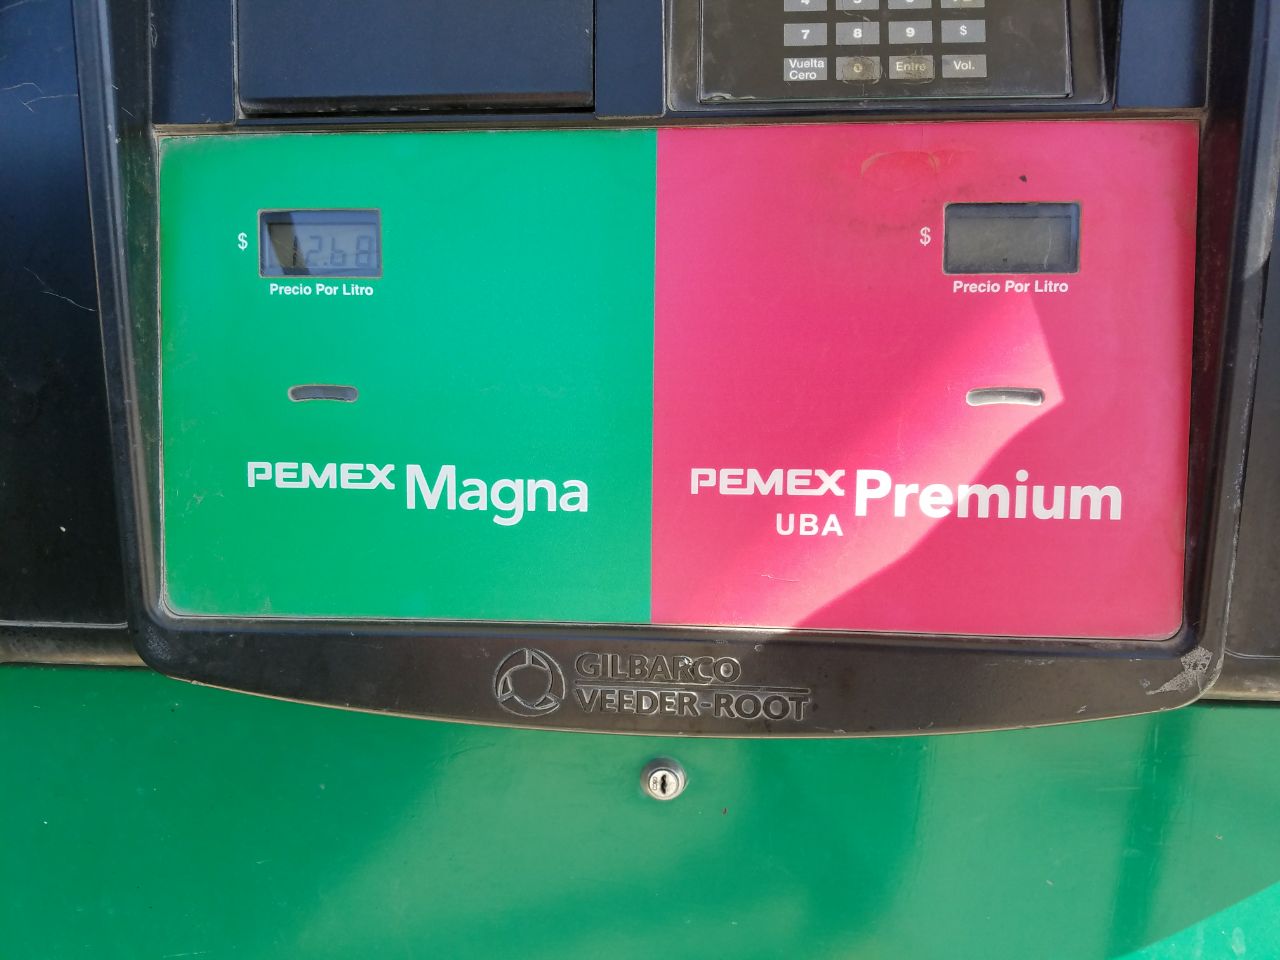 7 8 9 $
Vuelta Cero 0 Entre Vol.
$ 12.68
Precio Por Litro
$
Precio Por Litro
PEMEX Magna
PEMEX Premium
UBA
GILBARCO
VEEDER-ROOT